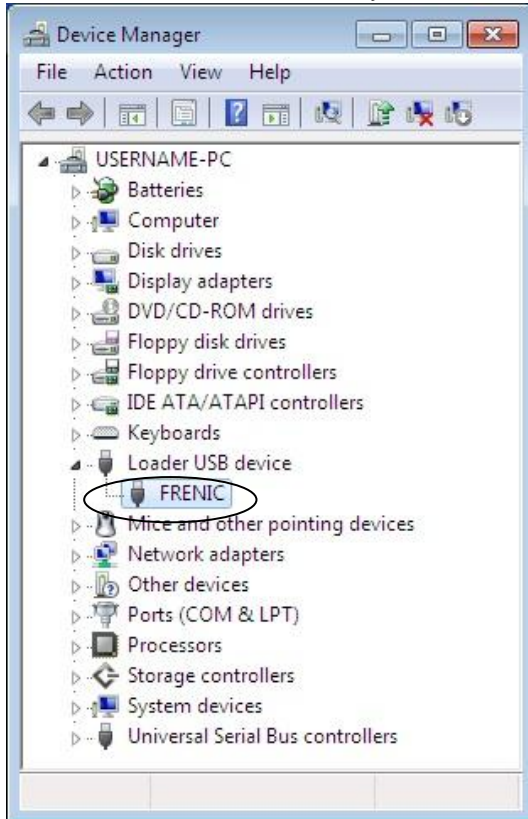 Device Manager
File Action View Help
USERNAME-PC
Batteries
Computer
Disk drives
Display adapters
DVD/CD-ROM drives
Floppy disk drives
Floppy drive controllers
IDE ATA/ATAPI controllers
Keyboards
Loader USB device
FRENIC
Mice and other pointing devices
Network adapters
Other devices
Ports (COM & LPT)
Processors
Storage controllers
System devices
Universal Serial Bus controllers